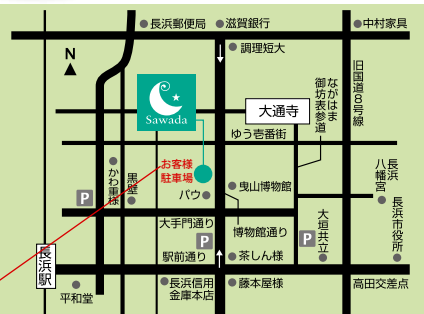 長浜郵便局
滋賀銀行
中村家具
調理短大
N
Sawada
大通寺
ながはま
御坊表参道
旧国道8号線
ゆう壱番街
お客様
駐車場
かわ重様
黒壁
パウ
曳山博物館
長浜
八幡宮
長浜市役所
P
大手門通り
博物館通り
P
P
大垣共立
駅前通り
茶しん様
長浜駅
平和堂
長浜信用
金庫本店
藤本屋様
高田交差点